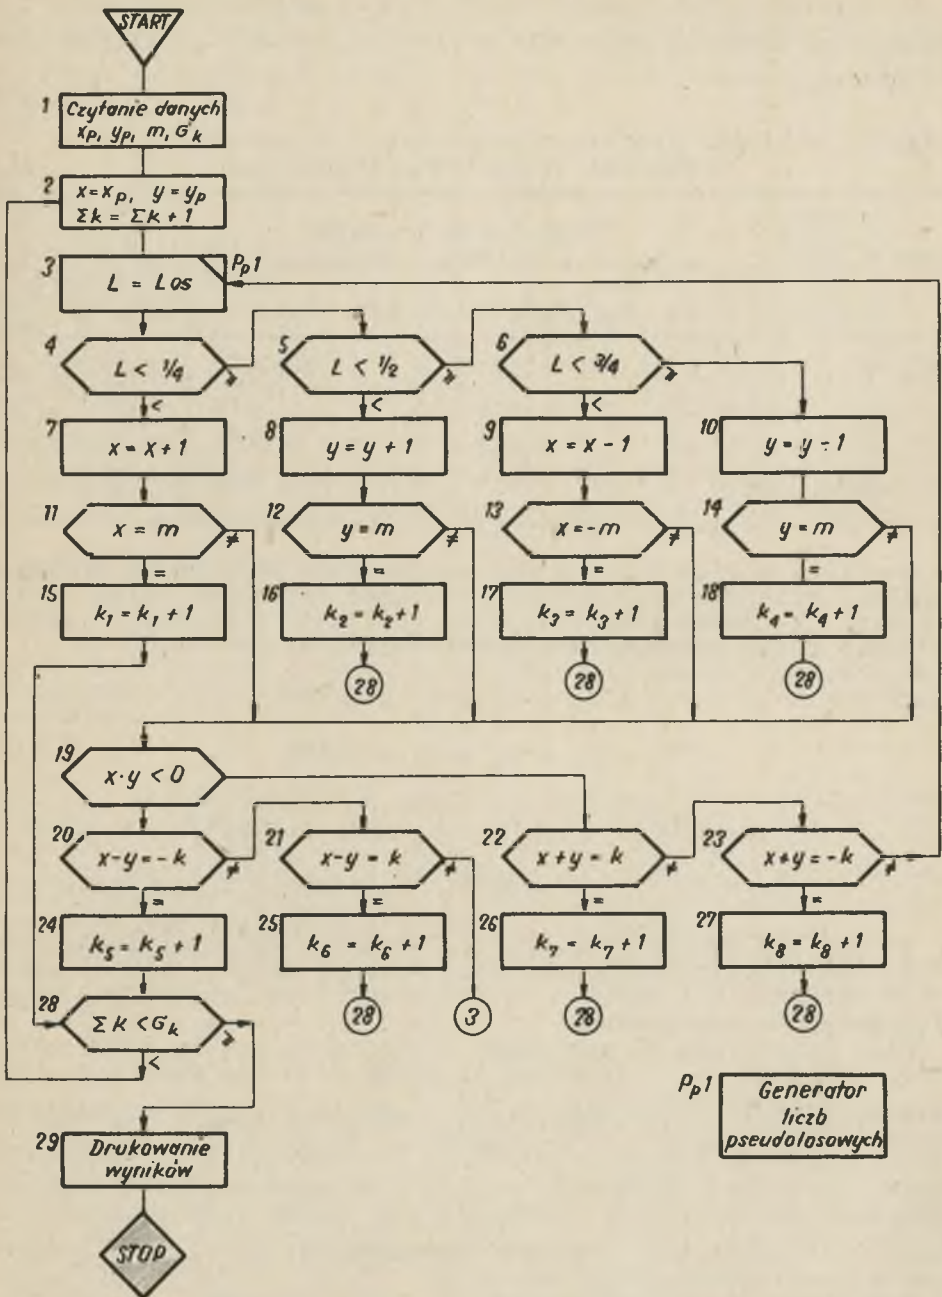 START
1
Czytanie danych
xp, yp, m, Gk
2
x = xp, y = yp
Σk = Σk + 1
3
Pp1
L = Los
4
L < 1/4
≥
<
5
L < 1/2
≥
<
6
L < 3/4
≥
<
7
x = x + 1
8
y = y + 1
9
x = x - 1
10
y = y - 1
11
x = m
≠
=
12
y = m
≠
=
13
x = -m
≠
=
14
y = m
≠
=
15
k1 = k1 + 1
16
k2 = k2 + 1
17
k3 = k3 + 1
18
k4 = k4 + 1
28
28
28
19
x·y < 0
20
x-y = -k
≠
=
21
x-y = k
≠
=
22
x+y = k
≠
=
23
x+y = -k
≠
=
24
k5 = k5 + 1
25
k6 = k6 + 1
26
k7 = k7 + 1
27
k8 = k8 + 1
28
Σk < Gk
≥
<
28
3
28
28
Pp1
Generator
liczb
pseudolosowych
29
Drukowanie
wyników
STOP